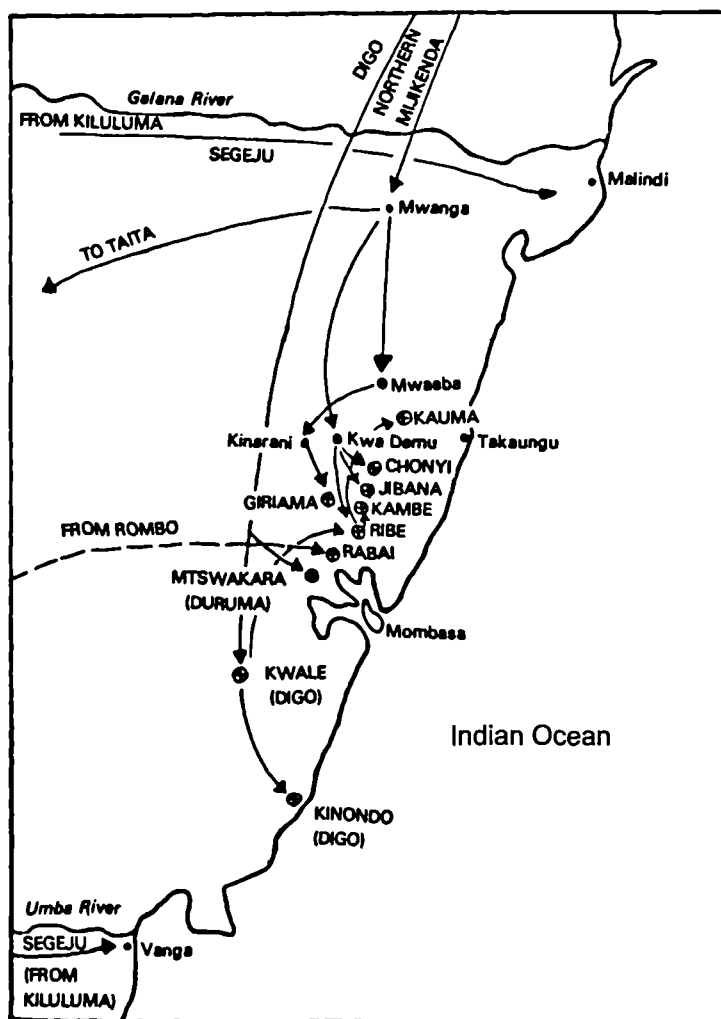 DIGO
NORTHERN
MIJIKENDA
Galana River
FROM KILULUMA
SEGEJU
Malindi
Mwanga
TO TAITA
Mwaeba
KAUMA
Kinarani
Kwa Demu
Takaungu
CHONYI
JIBANA
GIRIAMA
KAMBE
FROM ROMBO
RIBE
RABAI
MTSWAKARA
(DURUMA)
Mombasa
KWALE
(DIGO)
Indian Ocean
KINONDO
(DIGO)
Umba River
SEGEJU
Vanga
(FROM
KILULUMA)